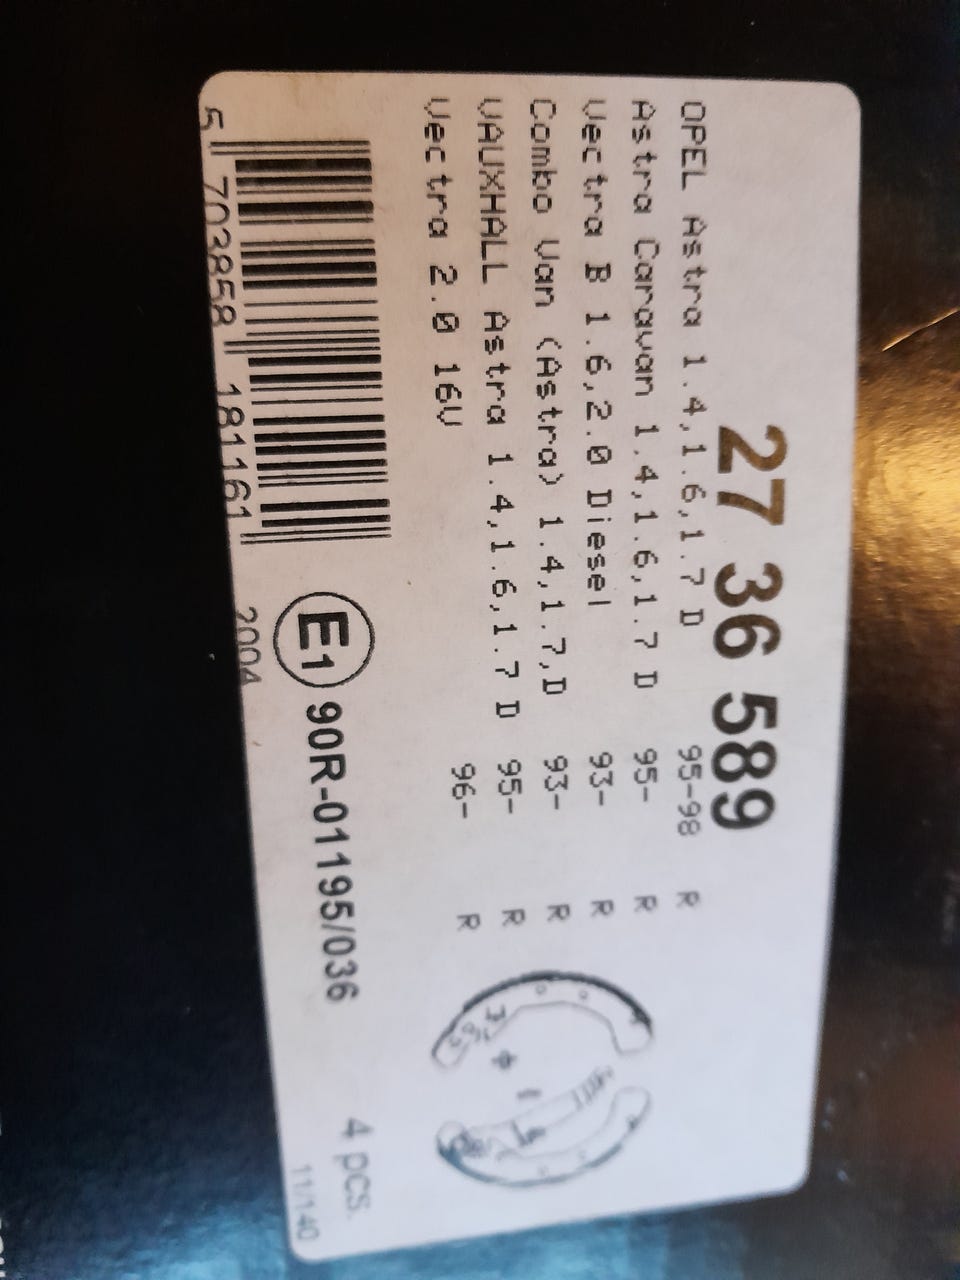 27 36 589
OPEL Astra 1.4,1.6,1.7 D 95-98 R
Astra Caravan 1.4,1.6,1.7 D 95- R
Vectra B 1.6,2.0 Diesel 93- R
Combo Van (Astra) 1.4,1.7,D 93- R
VAUXHALL Astra 1.4,1.6,1.7 D 95- R
Vectra 2.0 16V 96- R
E1 90R-01195/036 4 pcs.
5 703858 181161 2004 11/140